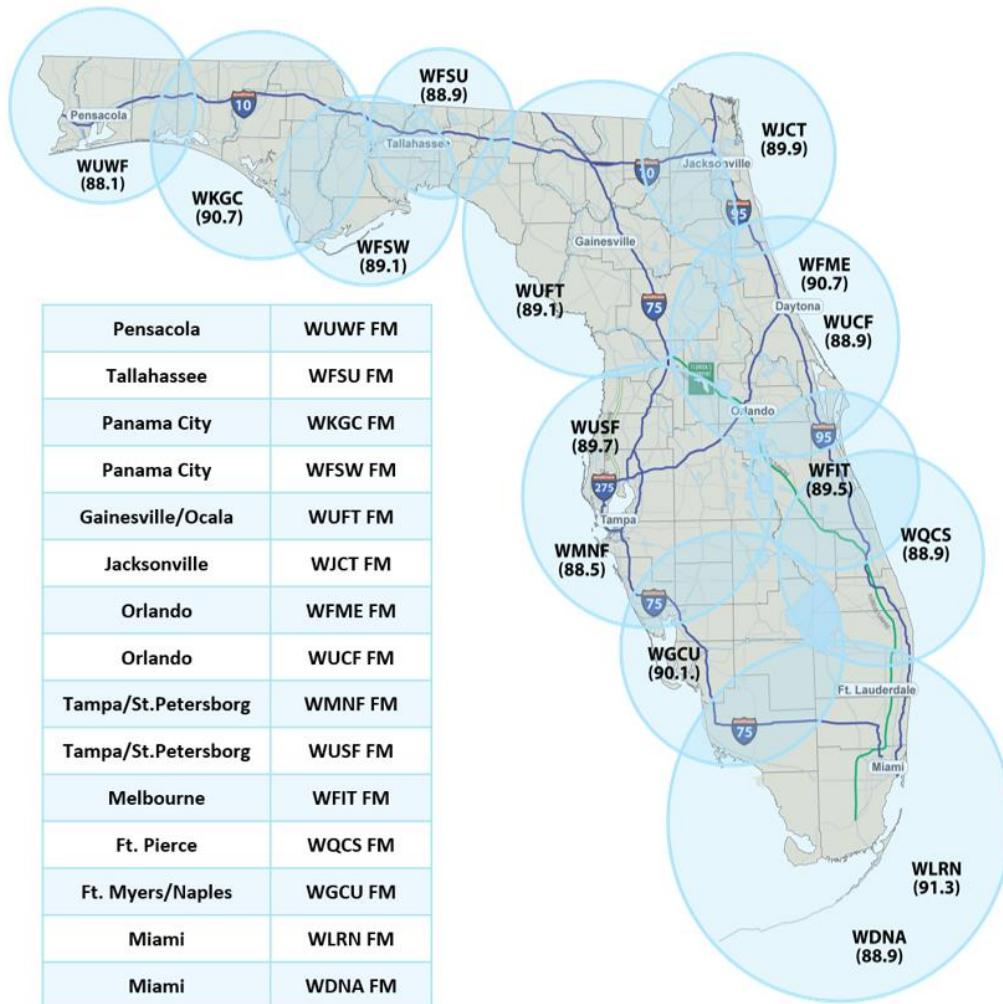 WFSU
(88.9)
WJCT
(89.9)
10
Pensacola
Tallahassee
Jacksonville
10
WUWF
(88.1)
WKGC
(90.7)
95
WFSW
(89.1)
Gainesville
WFME
(90.7)
WUFT
(89.1)
75
Daytona
WUCF
(88.9)
Orlando
WUSF
(89.7)
95
WFIT
(89.5)
275
Tampa
WQCS
(88.9)
WMNF
(88.5)
75
WGCU
(90.1.)
Ft. Lauderdale
75
Miami
WLRN
(91.3)
WDNA
(88.9)
Pensacola WUWF FM
Tallahassee WFSU FM
Panama City WKGC FM
Panama City WFSW FM
Gainesville/Ocala WUFT FM
Jacksonville WJCT FM
Orlando WFME FM
Orlando WUCF FM
Tampa/St.Petersborg WMNF FM
Tampa/St.Petersborg WUSF FM
Melbourne WFIT FM
Ft. Pierce WQCS FM
Ft. Myers/Naples WGCU FM
Miami WLRN FM
Miami WDNA FM